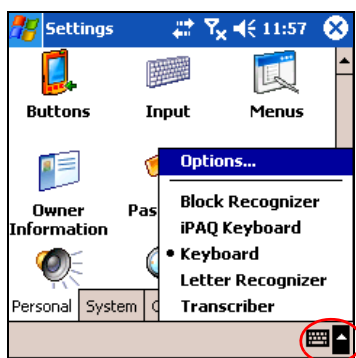 Settings 11:57
Buttons Input Menus
Options...
Owner
Information
Block Recognizer
iPAQ Keyboard
Keyboard
Letter Recognizer
Transcriber
Personal System